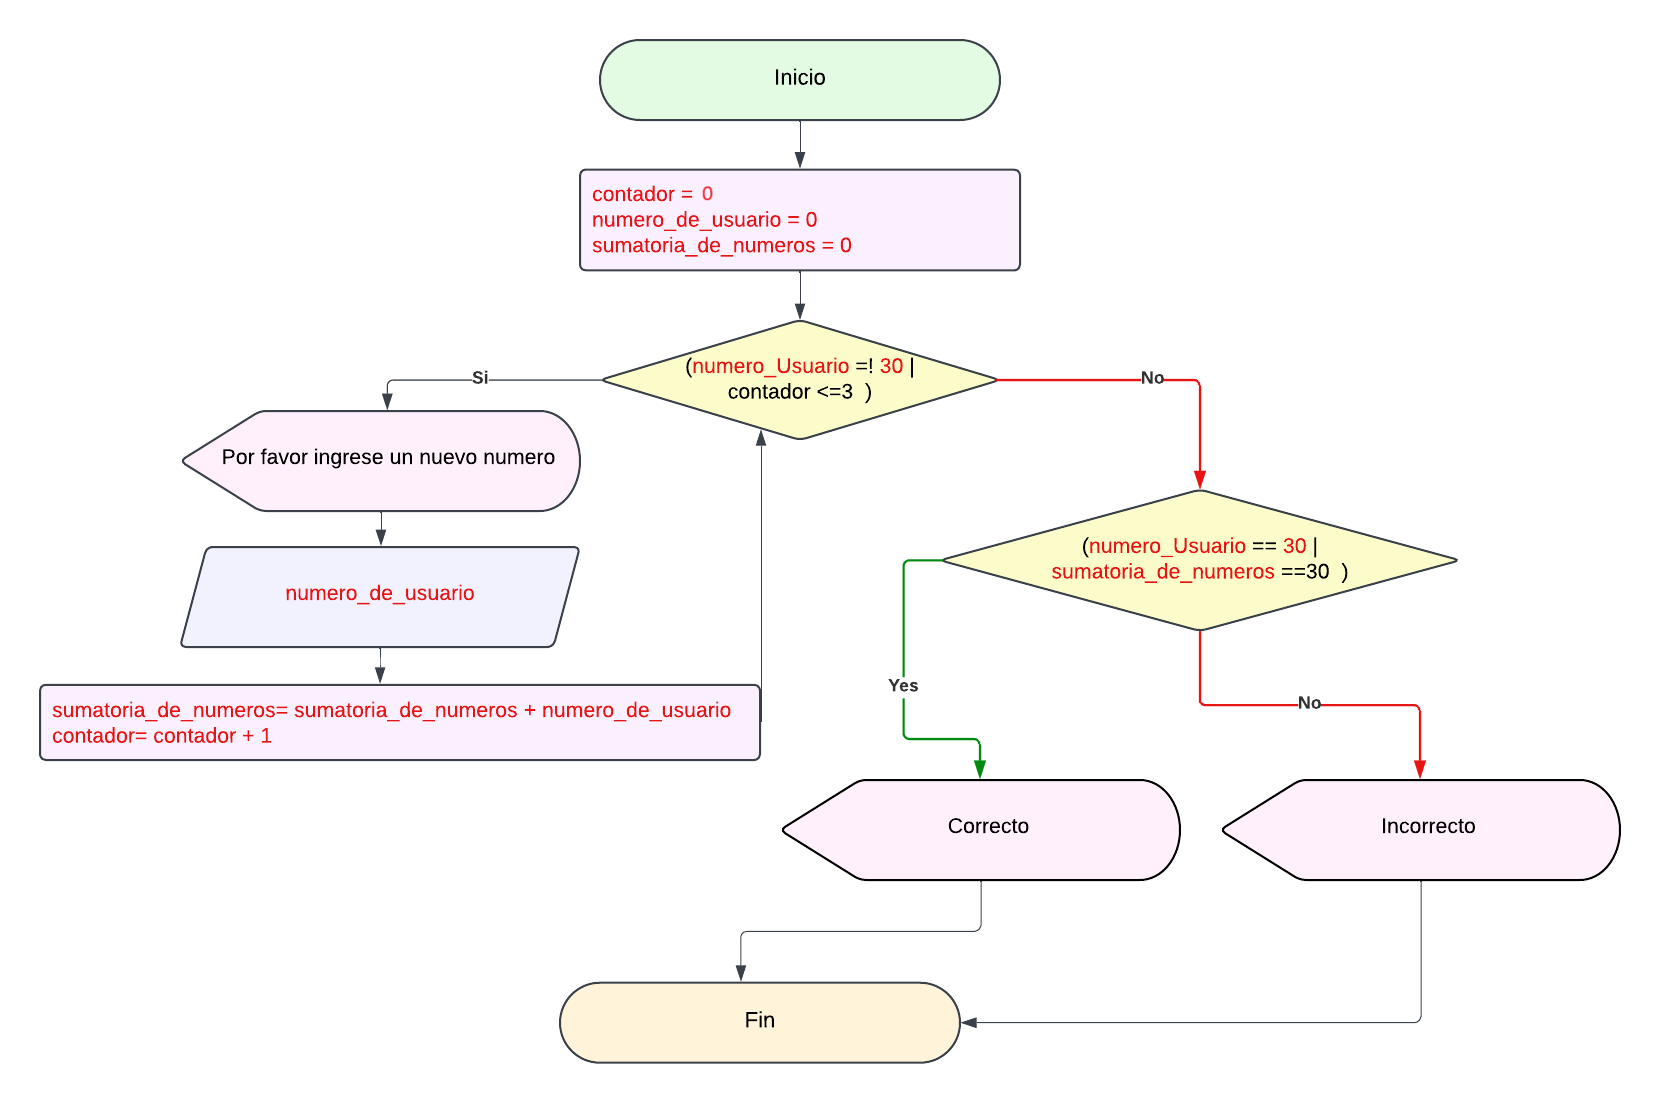 Inicio
contador = 0
numero_de_usuario = 0
sumatoria_de_numeros = 0
(numero_Usuario =! 30 |
contador <=3 )
Si
No
Por favor ingrese un nuevo numero
numero_de_usuario
sumatoria_de_numeros= sumatoria_de_numeros + numero_de_usuario
contador= contador + 1
(numero_Usuario == 30 |
sumatoria_de_numeros ==30 )
Yes
No
Correcto
Incorrecto
Fin